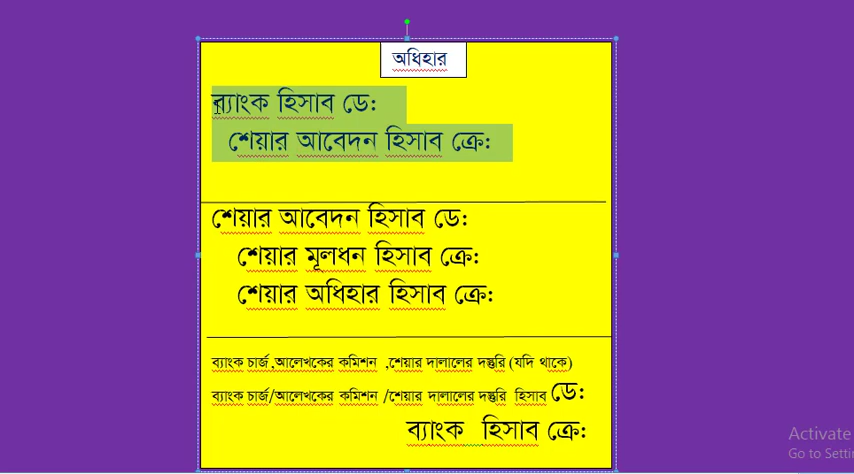 অধিহার
ব্যাংক হিসাব ডে:
শেয়ার আবেদন হিসাব ক্রে:
শেয়ার আবেদন হিসাব ডে:
শেয়ার মূলধন হিসাব ক্রে:
শেয়ার অধিহার হিসাব ক্রে:
ব্যাংক চার্জ,আলেখকের কমিশন ,শেয়ার দালালের দস্তুরি (যদি থাকে)
ব্যাংক চার্জ/আলেখকের কমিশন /শেয়ার দালালের দস্তুরি হিসাব ডে:
ব্যাংক হিসাব ক্রে:
Activate
Go to Settin